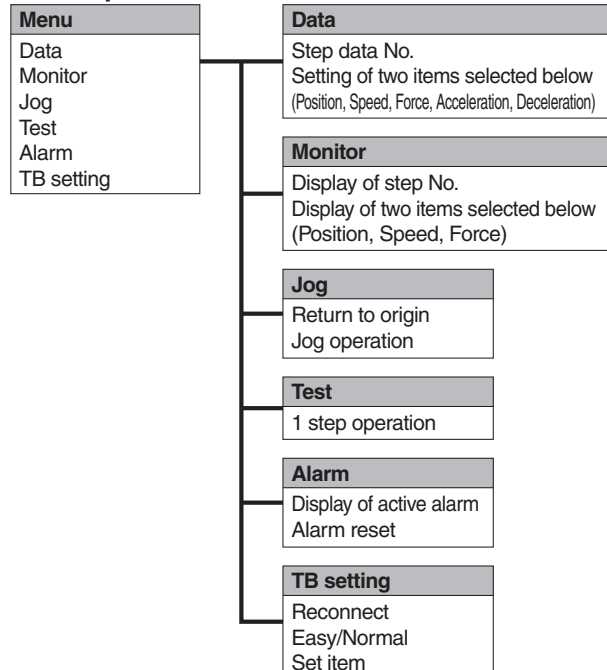 Menu
Data
Monitor
Jog
Test
Alarm
TB setting
Data
Step data No.
Setting of two items selected below
(Position, Speed, Force, Acceleration, Deceleration)
Monitor
Display of step No.
Display of two items selected below
(Position, Speed, Force)
Jog
Return to origin
Jog operation
Test
1 step operation
Alarm
Display of active alarm
Alarm reset
TB setting
Reconnect
Easy/Normal
Set item